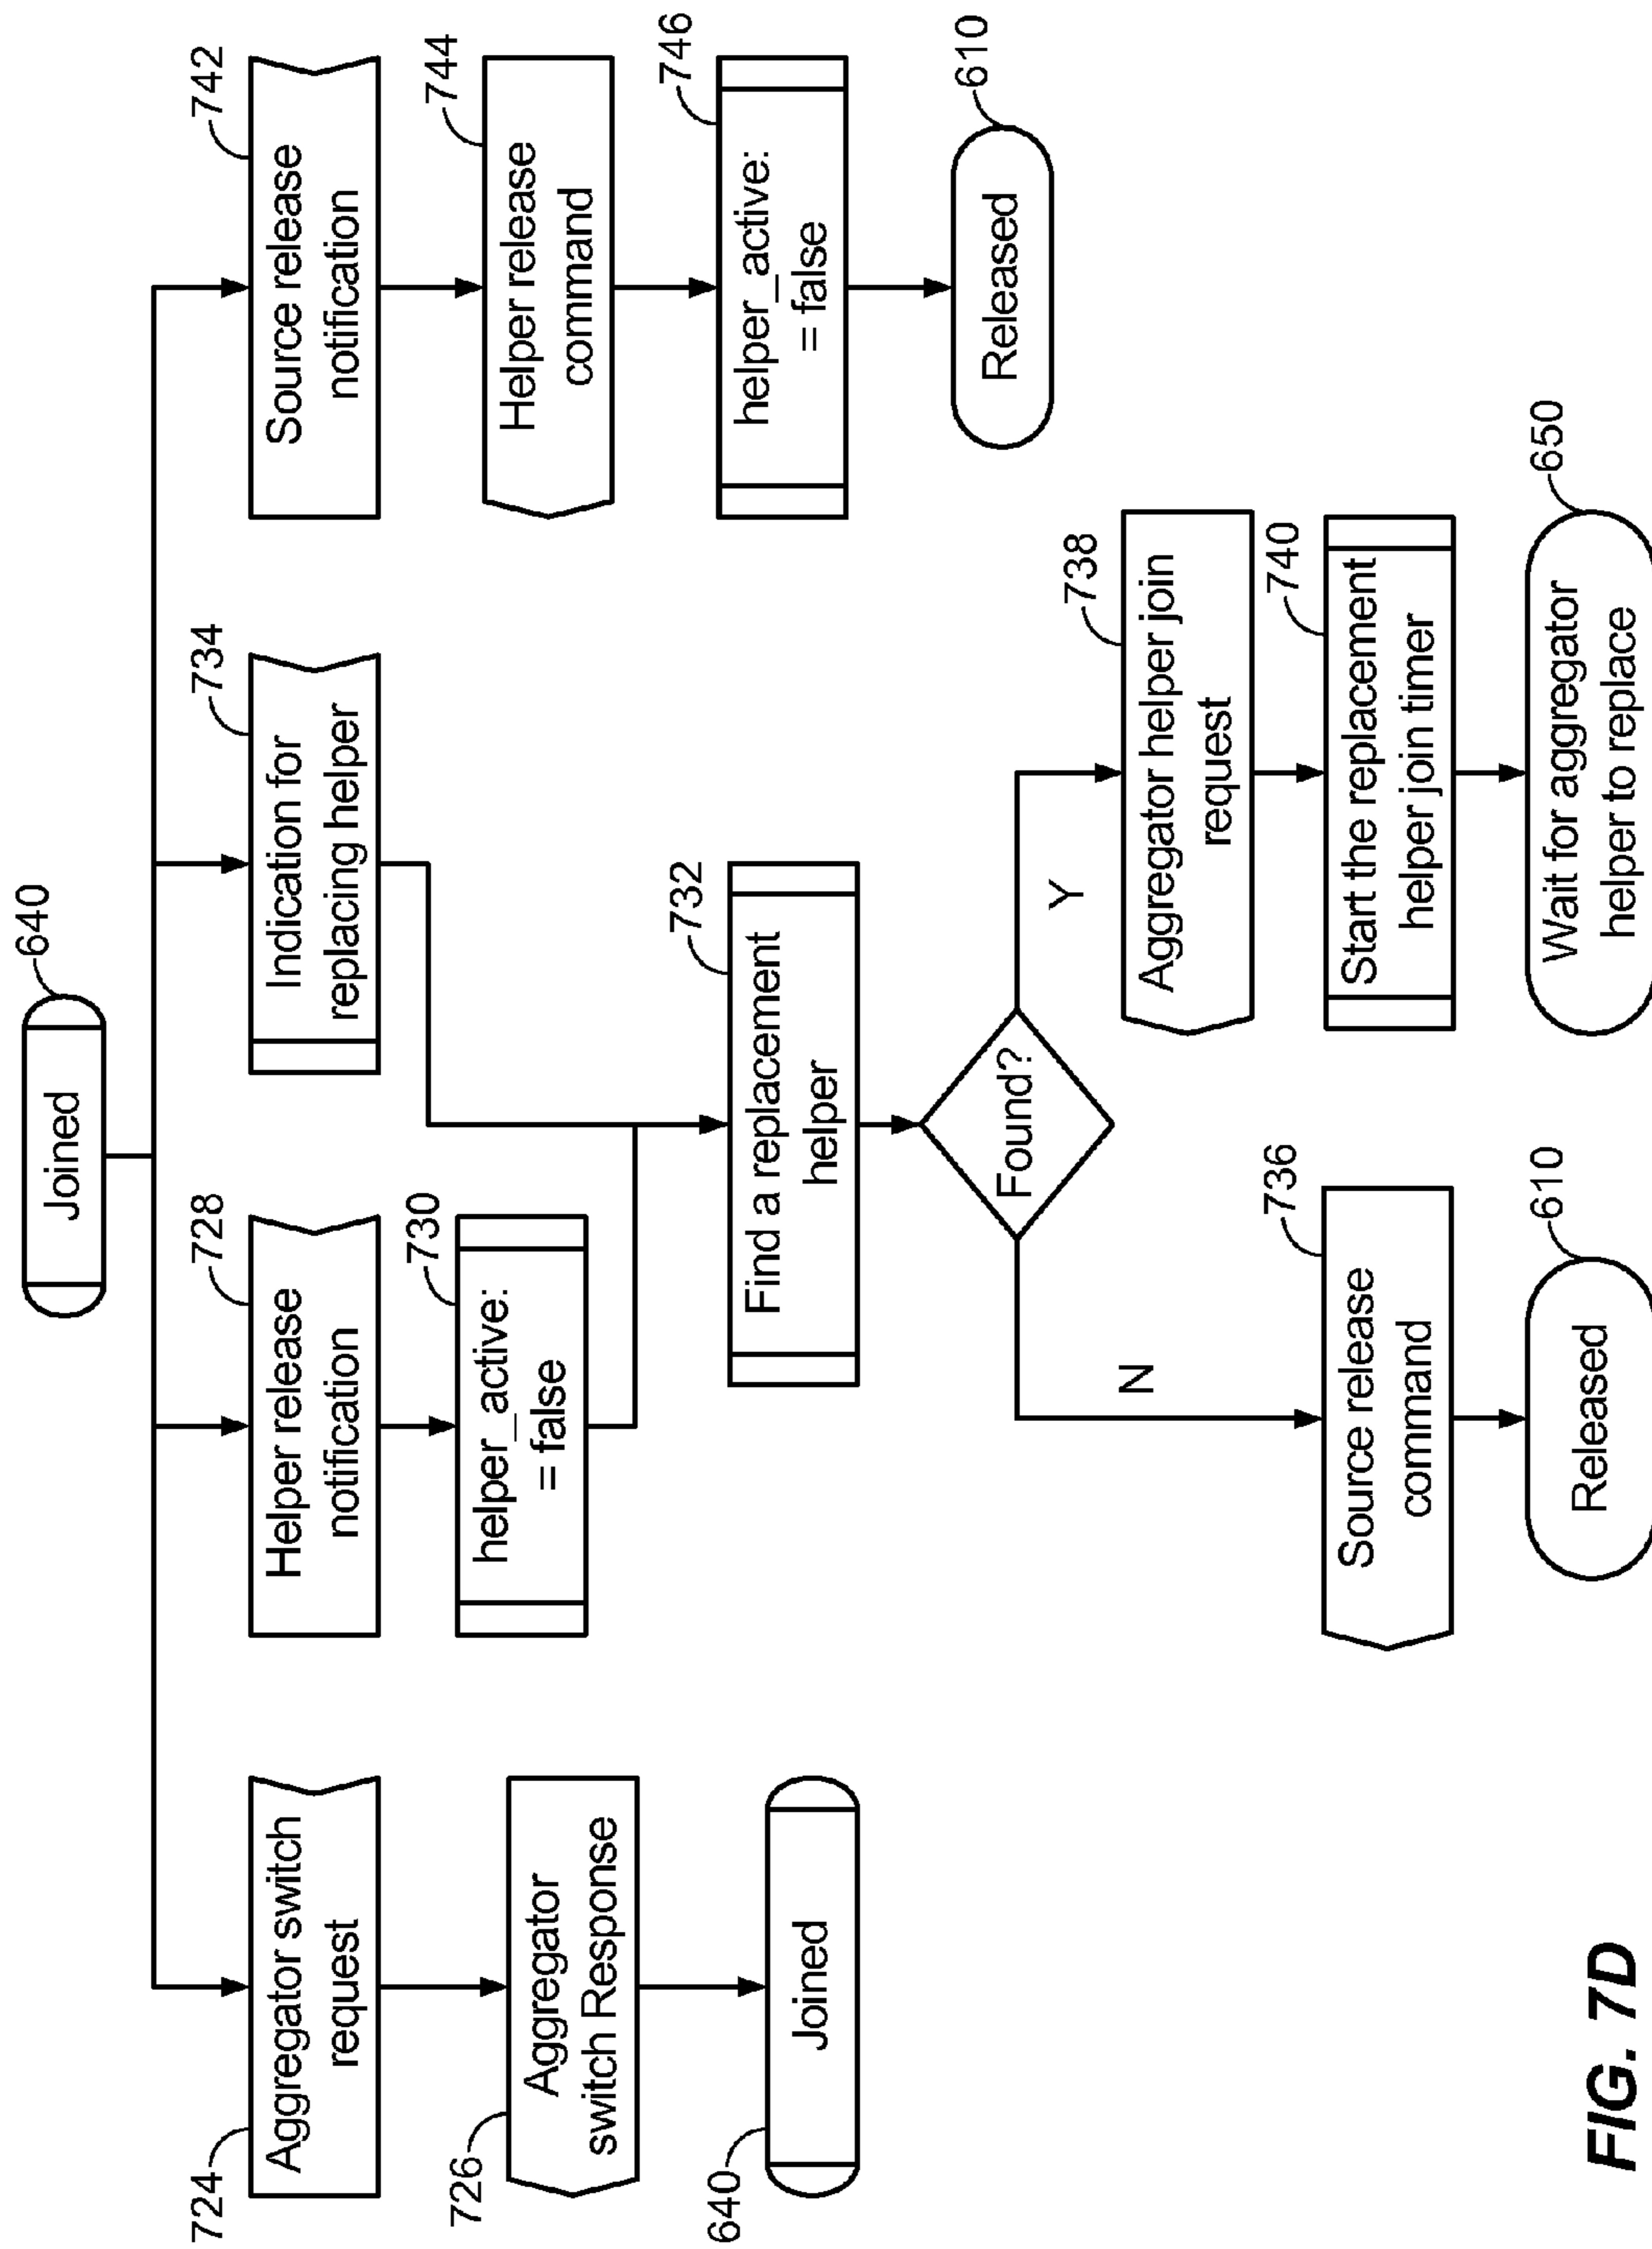 640
Joined
724
Aggregator switch
request
726
Aggregator
switch Response
640
Joined
728
Helper release
notification
730
helper_active:
= false
734
Indication for
replacing helper
732
Find a replacement
helper
Found?
N
Y
736
Source release
command
610
Released
738
Aggregator helper join
request
740
Start the replacement
helper join timer
650
Wait for aggregator
helper to replace
742
Source release
notification
744
Helper release
command
746
helper_active:
= false
610
Released
FIG. 7D